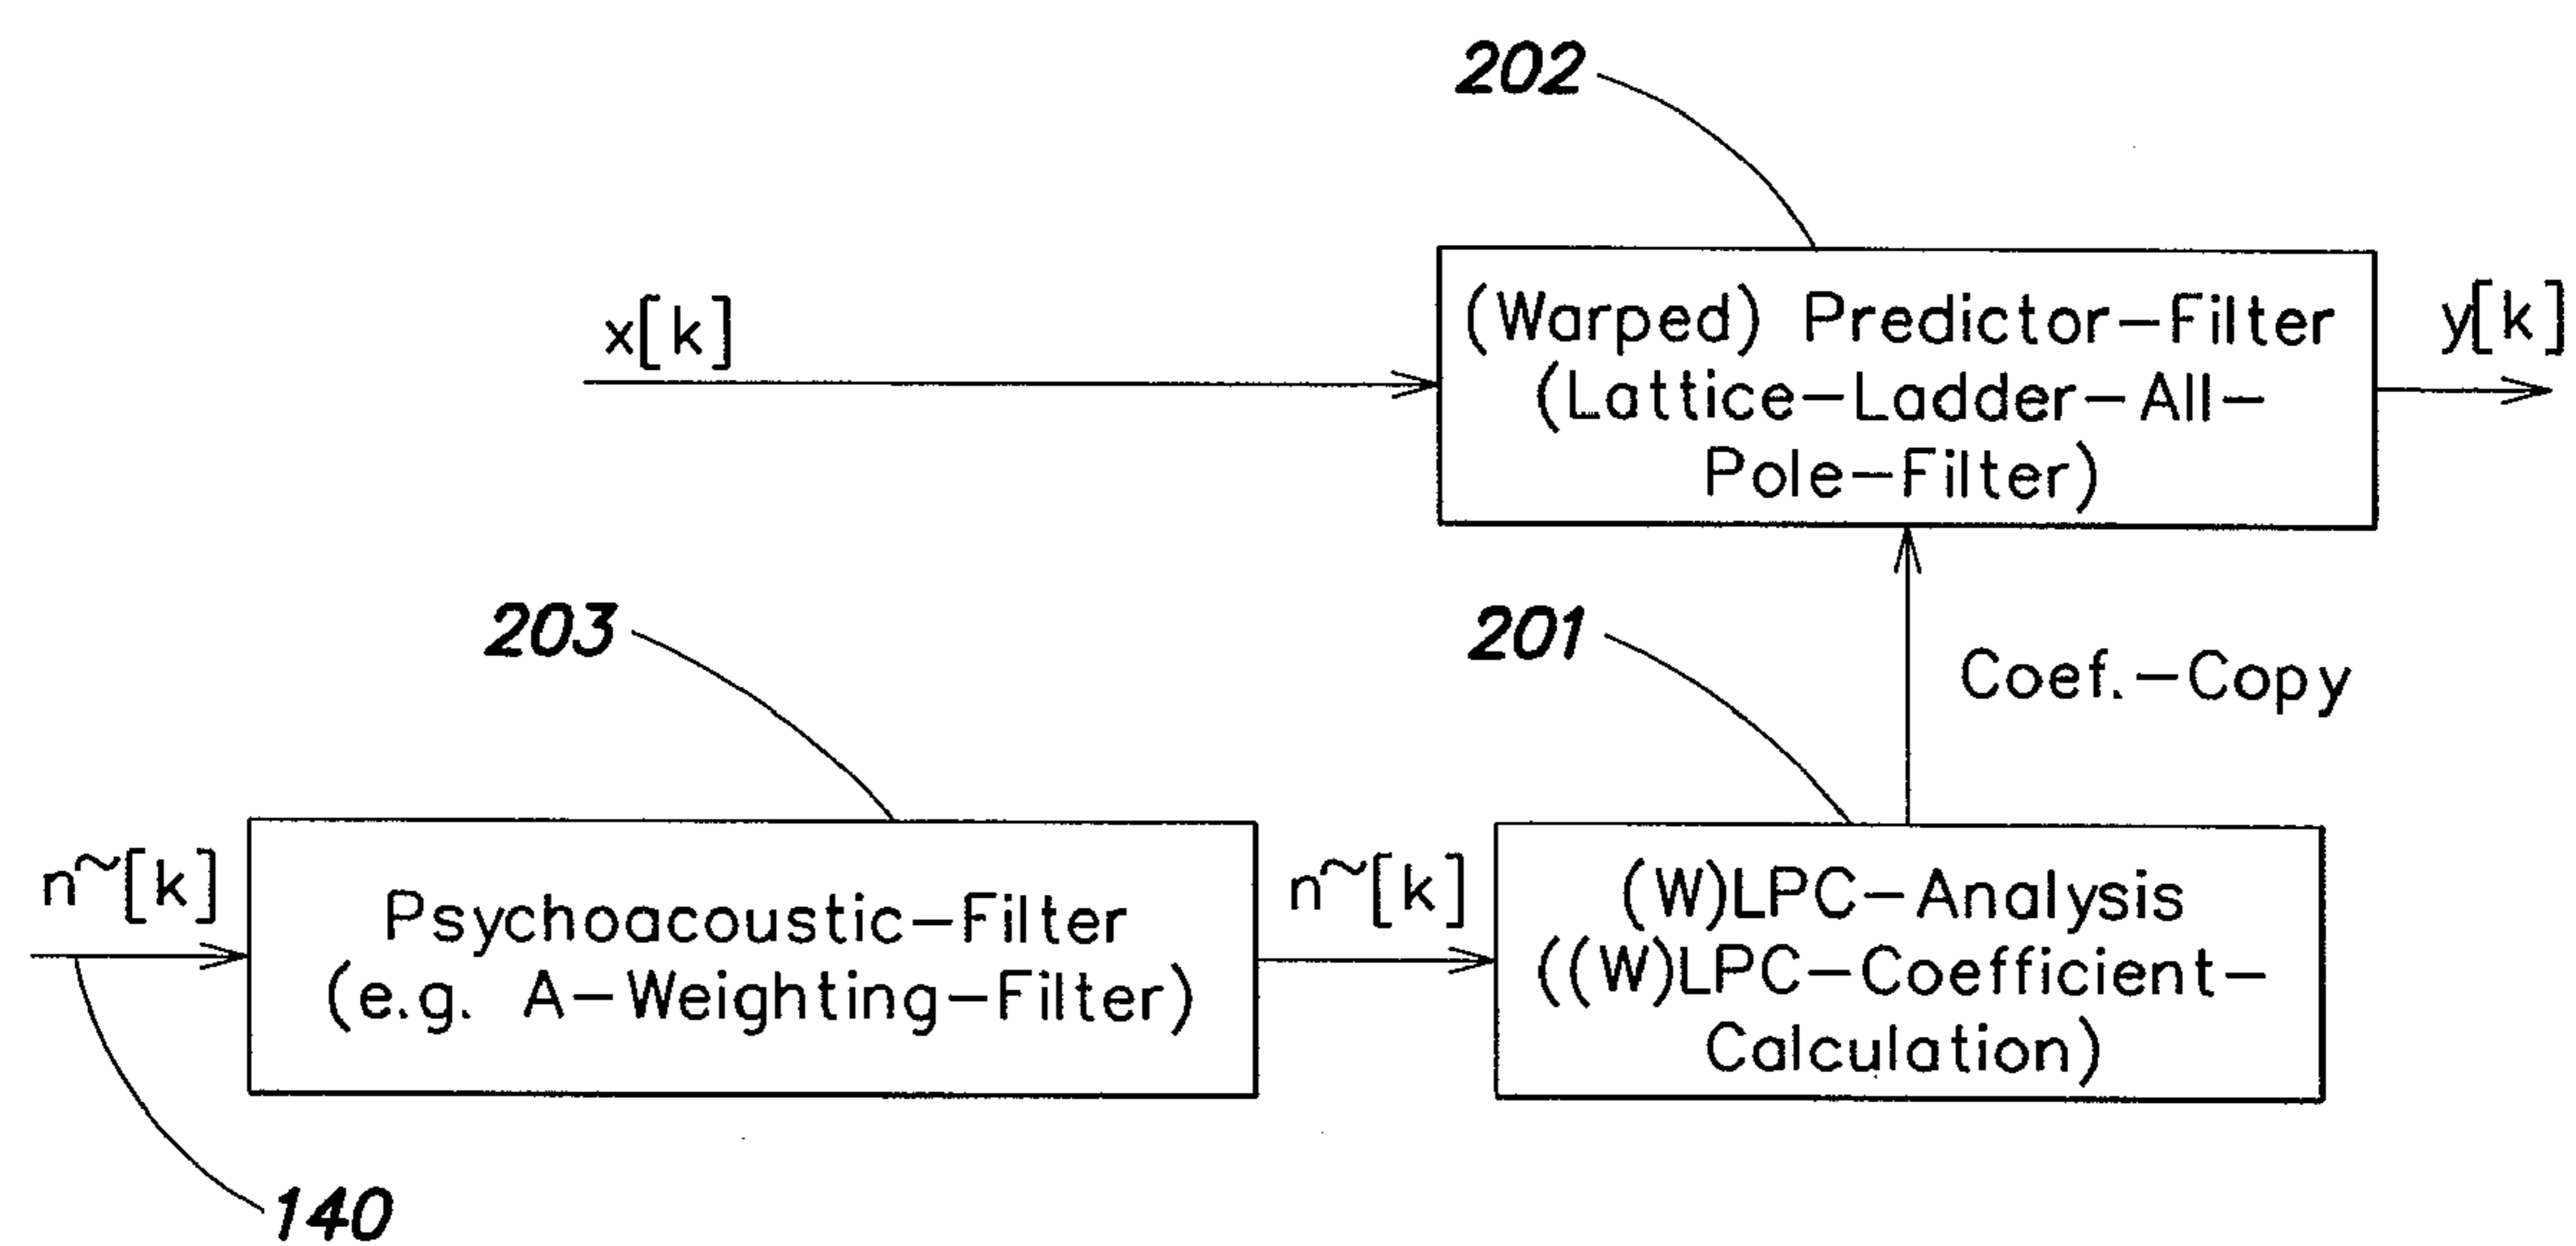 202
x[k]
(Warped) Predictor-Filter
(Lattice-Ladder-All-
Pole-Filter)
y[k]
203
201
Coef.-Copy
n~[k]
Psychoacoustic-Filter
(e.g. A-Weighting-Filter)
n~[k]
(W)LPC-Analysis
((W)LPC-Coefficient-
Calculation)
140